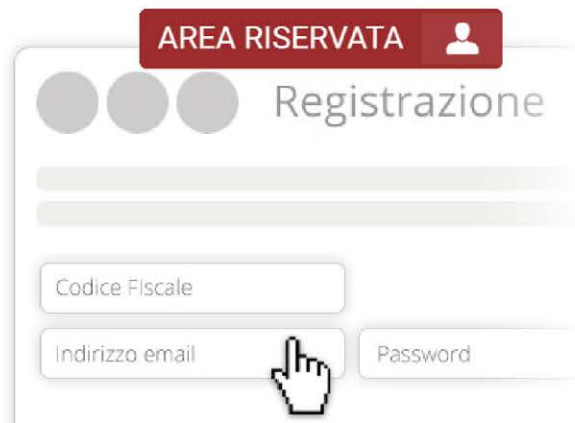 AREA RISERVATA
Registrazione
Codice FIscale
Indirizzo email Password